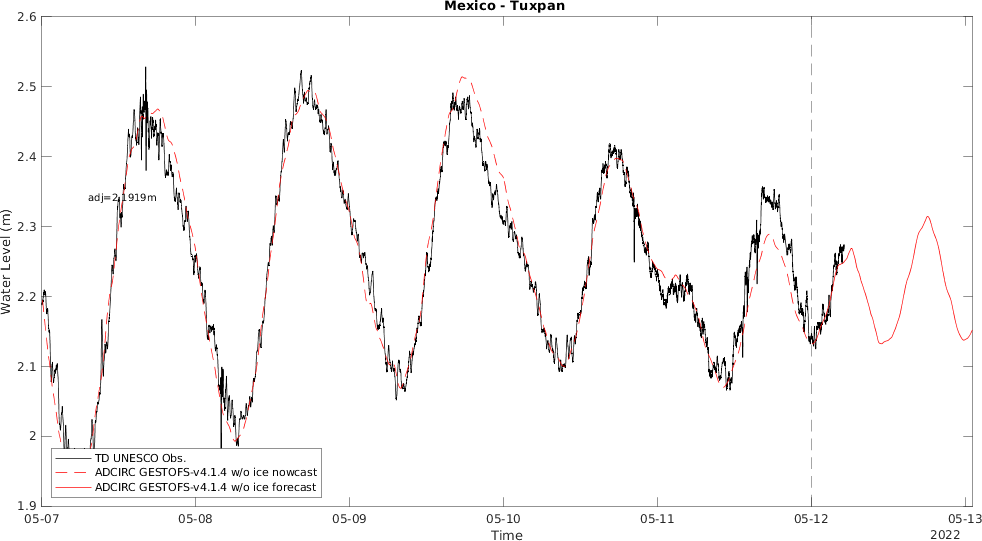 Mexico - Tuxpan
2.6
2.5
2.4
2.3
2.2
2.1
2
1.9
Water Level (m)
adj=2.1919m
TD UNESCO Obs.
ADCIRC GESTOFS-v4.1.4 w/o ice nowcast
ADCIRC GESTOFS-v4.1.4 w/o ice forecast
05-07 05-08 05-09 05-10 05-11 05-12 05-13
Time
2022